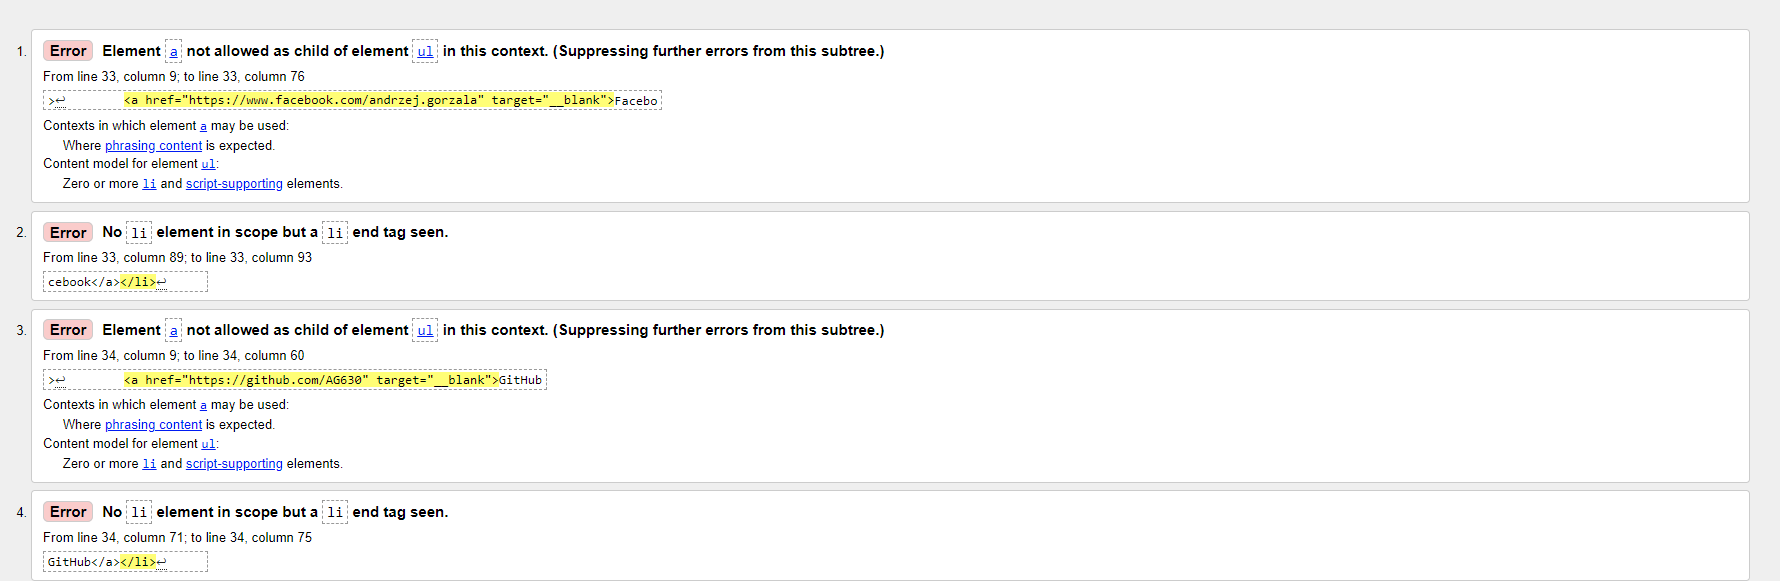 1. Error Element a not allowed as child of element ul in this context. (Suppressing further errors from this subtree.)
From line 33, column 9; to line 33, column 76
>↩ <a href="https://www.facebook.com/andrzej.gorzala" target="__blank">Facebo
Contexts in which element a may be used:
Where phrasing content is expected.
Content model for element ul:
Zero or more li and script-supporting elements.
2. Error No li element in scope but a li end tag seen.
From line 33, column 89; to line 33, column 93
cebook</a></li>↩
3. Error Element a not allowed as child of element ul in this context. (Suppressing further errors from this subtree.)
From line 34, column 9; to line 34, column 60
>↩ <a href="https://github.com/AG630" target="__blank">GitHub
Contexts in which element a may be used:
Where phrasing content is expected.
Content model for element ul:
Zero or more li and script-supporting elements.
4. Error No li element in scope but a li end tag seen.
From line 34, column 71; to line 34, column 75
GitHub</a></li>↩